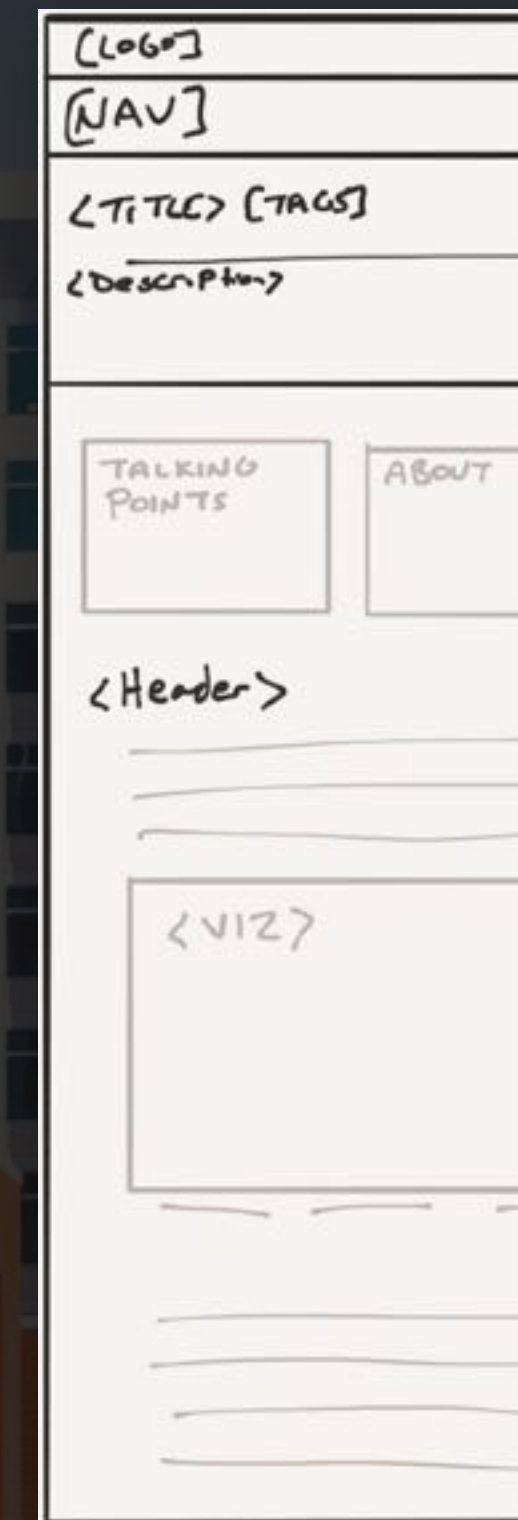 [LOGO]
[NAV]
<TITLE> [TAGS]
<Description>
TALKING
POINTS
ABOUT
<Header>
<VIZ>